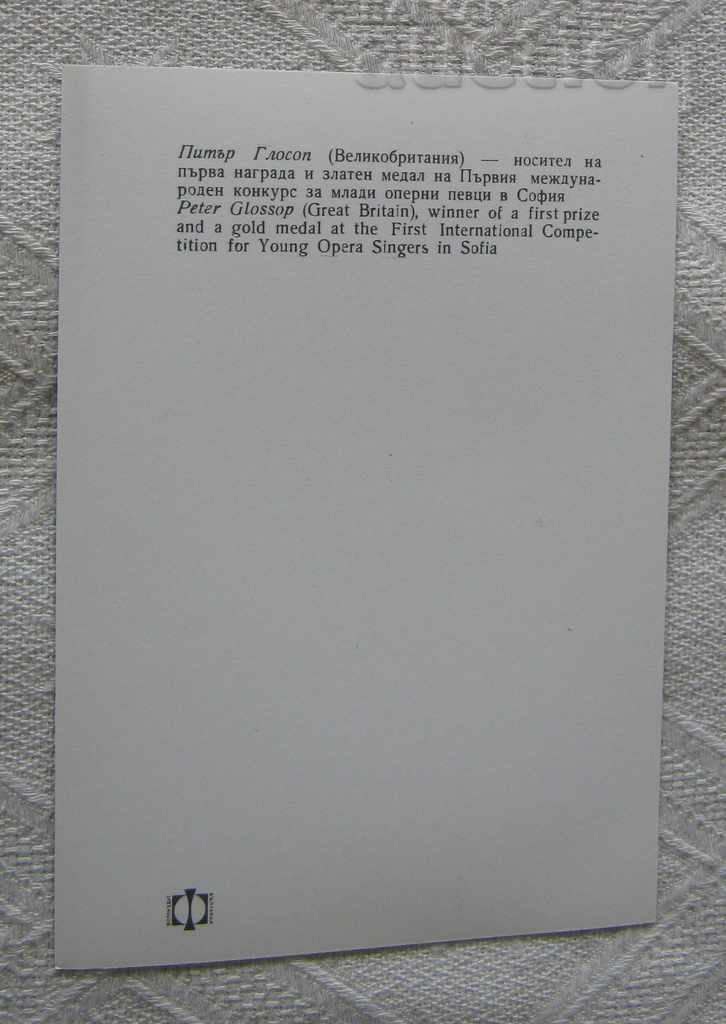 Питър Глосоп (Великобритания) — носител на
първа награда и златен медал на Първия междуна-
роден конкурс за млади оперни певци в София
Peter Glossop (Great Britain), winner of a first prize
and a gold medal at the First International Compe-
tition for Young Opera Singers in Sofia